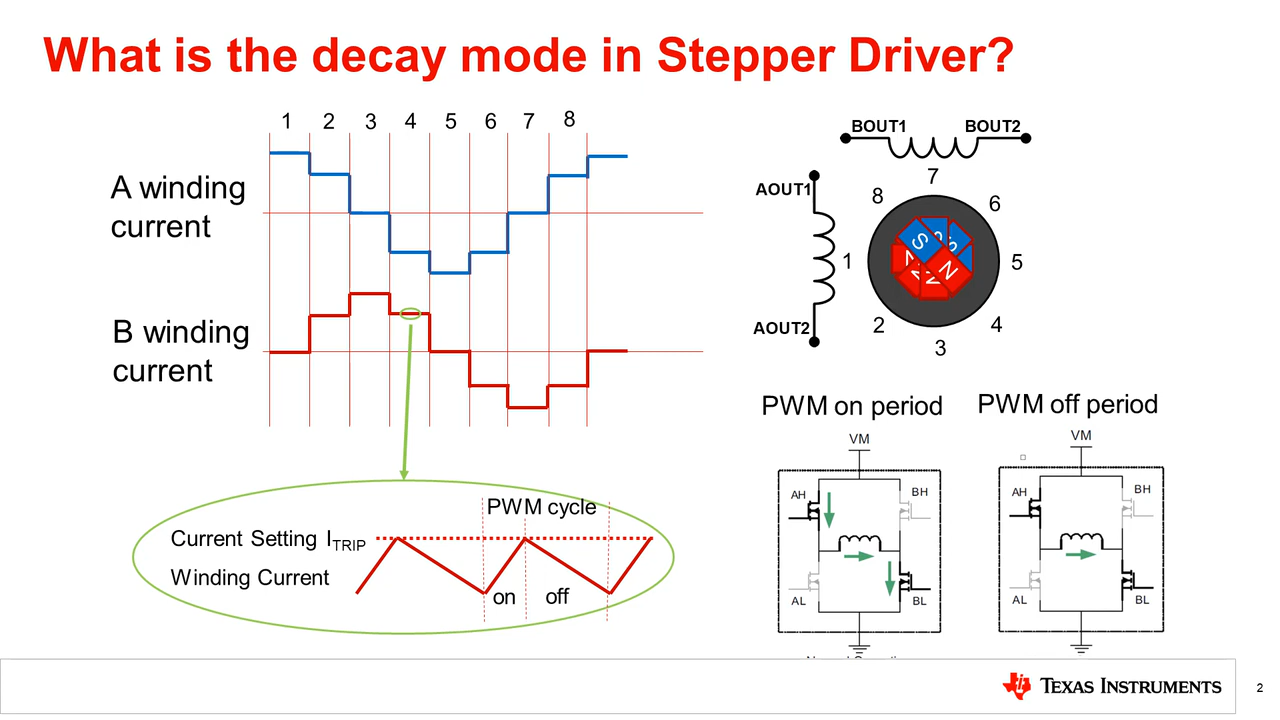 What is the decay mode in Stepper Driver?
1 2 3 4 5 6 7 8
A winding
current
B winding
current
BOUT1 BOUT2
AOUT1
AOUT2
7
8
6
1
5
2
4
3
S
S
S
N
N
N
N
PWM on period
PWM off period
VM
AH
BH
AL
BL
VM
AH
BH
AL
BL
PWM cycle
Current Setting ITRIP
Winding Current
on off
TEXAS INSTRUMENTS
2